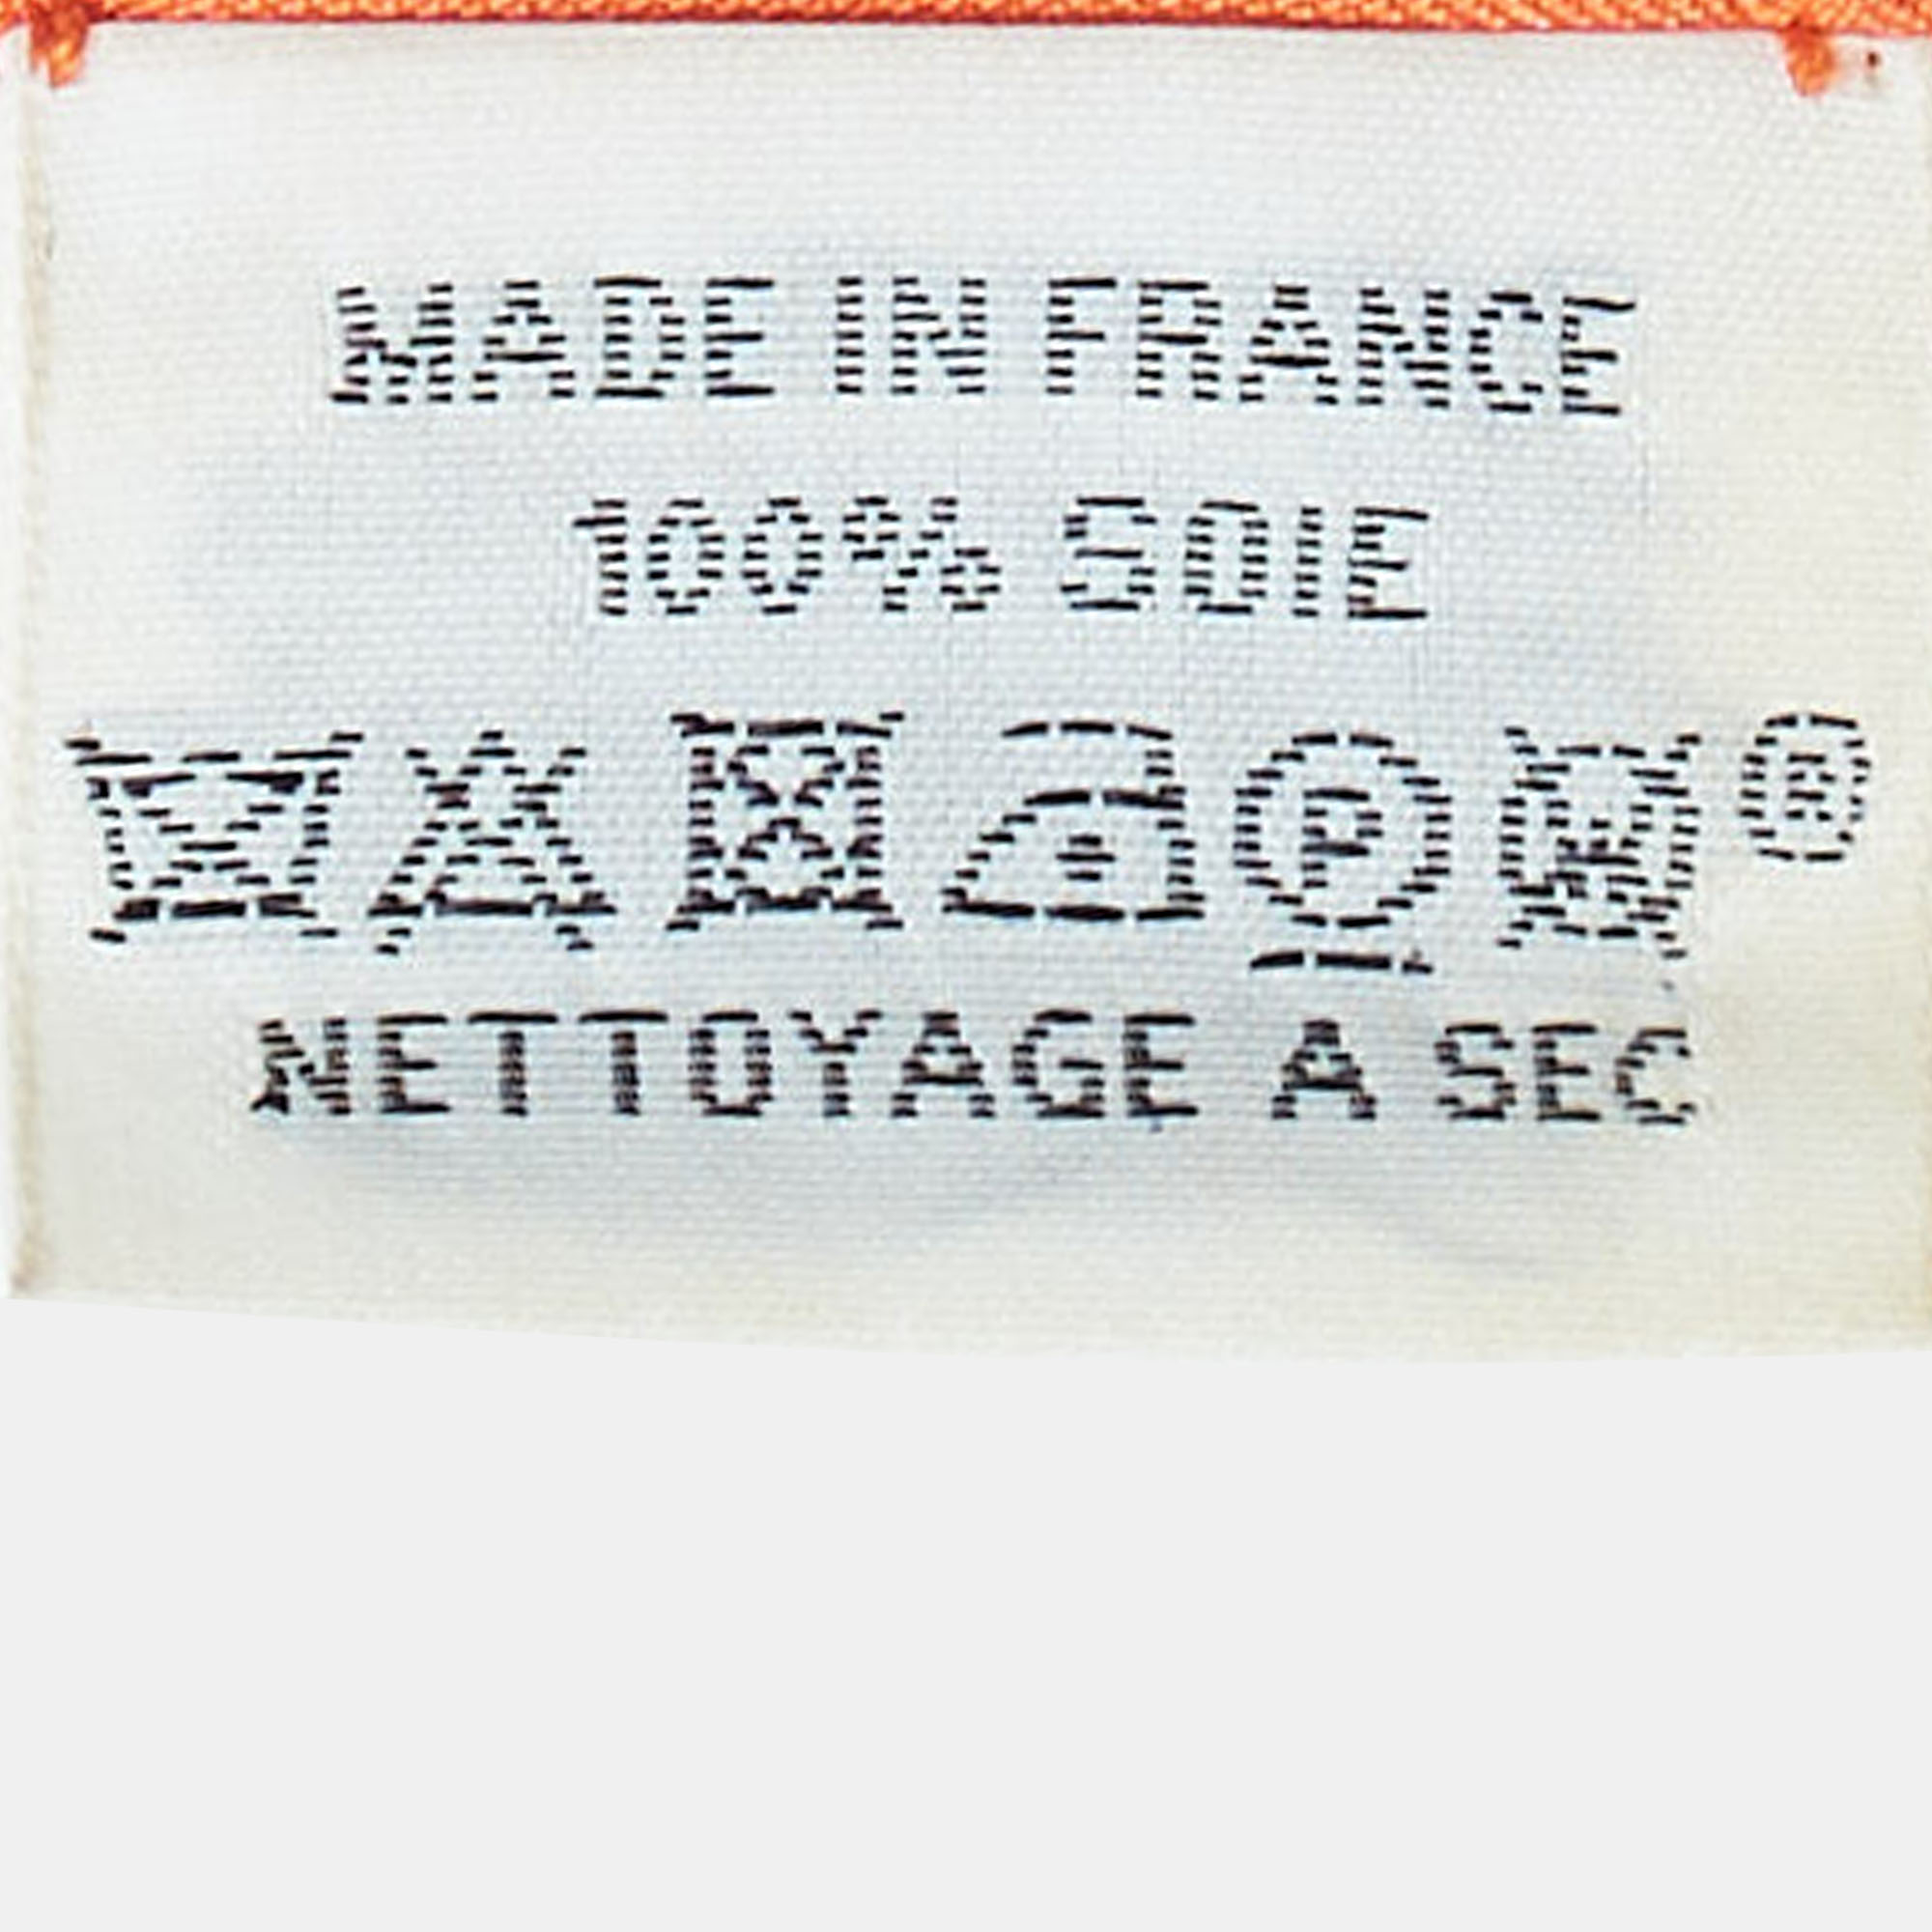 MADE IN FRANCE
100% SOIE
P ®
NETTOYAGE A SEC